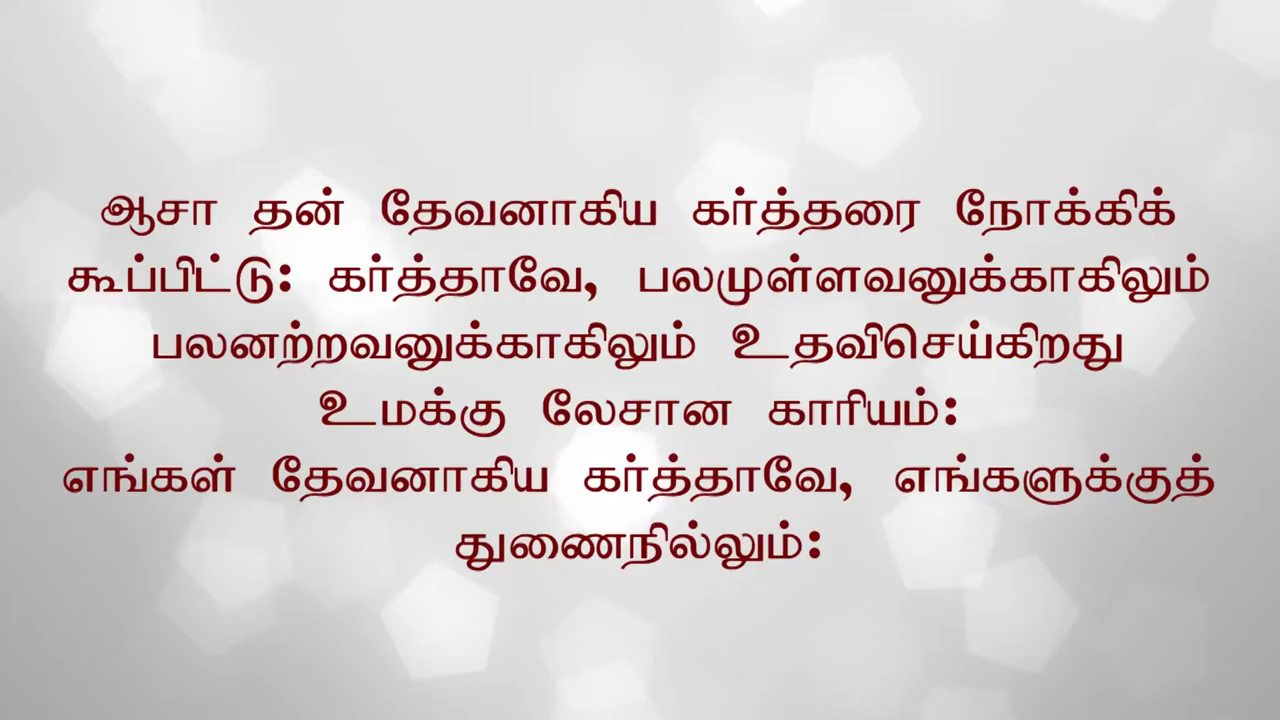 ஆசா தன் தேவனாகிய கர்த்தரை நோக்கிக்
கூப்பிட்டு: கர்த்தாவே, பலமுள்ளவனுக்காகிலும்
பலனற்றவனுக்காகிலும் உதவிசெய்கிறது
உமக்கு லேசான காரியம்:
எங்கள் தேவனாகிய கர்த்தாவே, எங்களுக்குத்
துணைநில்லும்: